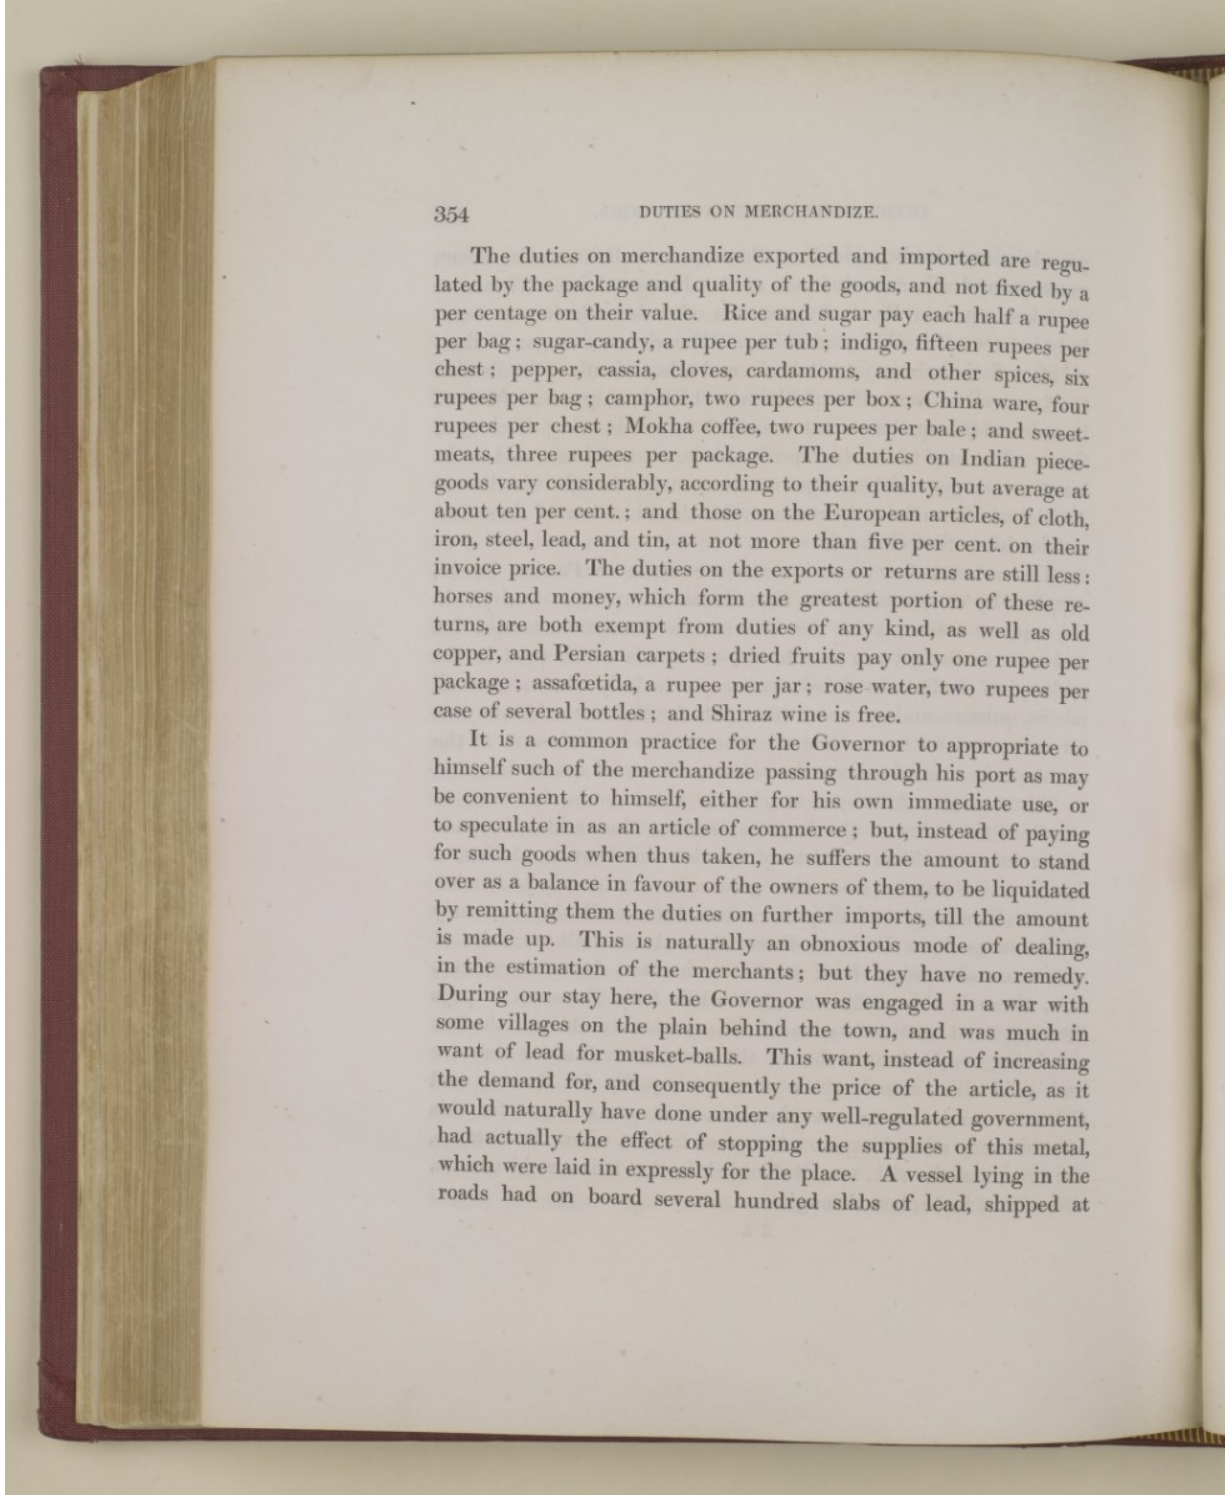 354
DUTIES ON MERCHANDIZE.
The duties on merchandize exported and imported are regu-
lated by the package and quality of the goods, and not fixed by a
per centage on their value. Rice and sugar pay each half a rupee
per bag; sugar-candy, a rupee per tub; indigo, fifteen rupees per
chest; pepper, cassia, cloves, cardamoms, and other spices, six
rupees per bag; camphor, two rupees per box; China ware, four
rupees per chest; Mokha coffee, two rupees per bale; and sweet-
meats, three rupees per package. The duties on Indian piece-
goods vary considerably, according to their quality, but average at
about ten per cent.; and those on the European articles, of cloth,
iron, steel, lead, and tin, at not more than five per cent. on their
invoice price. The duties on the exports or returns are still less:
horses and money, which form the greatest portion of these re-
turns, are both exempt from duties of any kind, as well as old
copper, and Persian carpets; dried fruits pay only one rupee per
package; assafœtida, a rupee per jar; rose water, two rupees per
case of several bottles; and Shiraz wine is free.
It is a common practice for the Governor to appropriate to
himself such of the merchandize passing through his port as may
be convenient to himself, either for his own immediate use, or
to speculate in as an article of commerce; but, instead of paying
for such goods when thus taken, he suffers the amount to stand
over as a balance in favour of the owners of them, to be liquidated
by remitting them the duties on further imports, till the amount
is made up. This is naturally an obnoxious mode of dealing,
in the estimation of the merchants; but they have no remedy.
During our stay here, the Governor was engaged in a war with
some villages on the plain behind the town, and was much in
want of lead for musket-balls. This want, instead of increasing
the demand for, and consequently the price of the article, as it
would naturally have done under any well-regulated government,
had actually the effect of stopping the supplies of this metal,
which were laid in expressly for the place. A vessel lying in the
roads had on board several hundred slabs of lead, shipped at